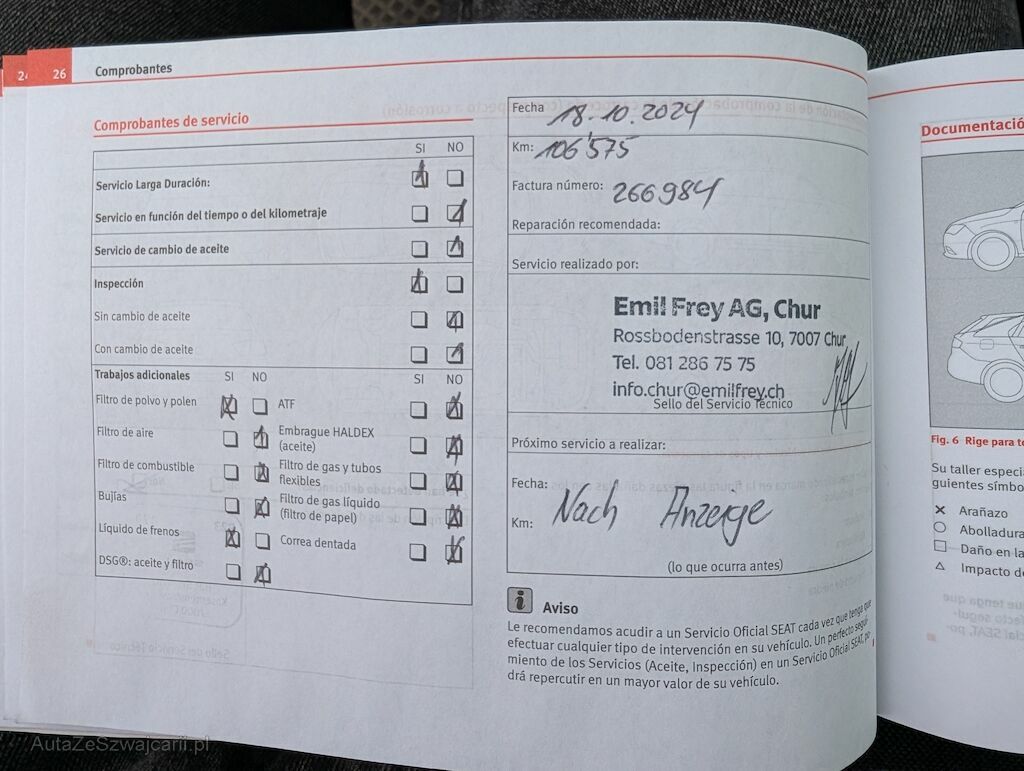 26
Comprobantes
Comprobantes de servicio
SI NO
Servicio Larga Duración:
Servicio en función del tiempo o del kilometraje
Servicio de cambio de aceite
Inspección
Sin cambio de aceite
Con cambio de aceite
Trabajos adicionales SI NO SI NO
Filtro de polvo y polen ATF
Filtro de aire Embrague HALDEX
(aceite)
Filtro de combustible Filtro de gas y tubos
flexibles
Bujías Filtro de gas líquido
(filtro de papel)
Líquido de frenos Correa dentada
DSG®: aceite y filtro
Fecha 18.10.2024
Km: 106'575
Factura número: 266984
Reparación recomendada:
Servicio realizado por:
Emil Frey AG, Chur
Rossbodenstrasse 10, 7007 Chur
Tel. 081 286 75 75
info.chur@emilfrey.ch
Sello del Servicio Técnico
Próximo servicio a realizar:
Fecha:
Nach Anzeige
Km:
(lo que ocurra antes)
i Aviso
Le recomendamos acudir a un Servicio Oficial SEAT cada vez que tenga que
efectuar cualquier tipo de intervención en su vehículo. Un perfecto segui-
miento de los Servicios (Aceite, Inspección) en un Servicio Oficial SEAT, po-
drá repercutir en un mayor valor de su vehículo.
Documentació
Fig. 6 Rige para to
Su taller especia
guientes símbo
Arañazo
Abolladura
Daño en la
Impacto de
AutaZeSzwajcarii.pl